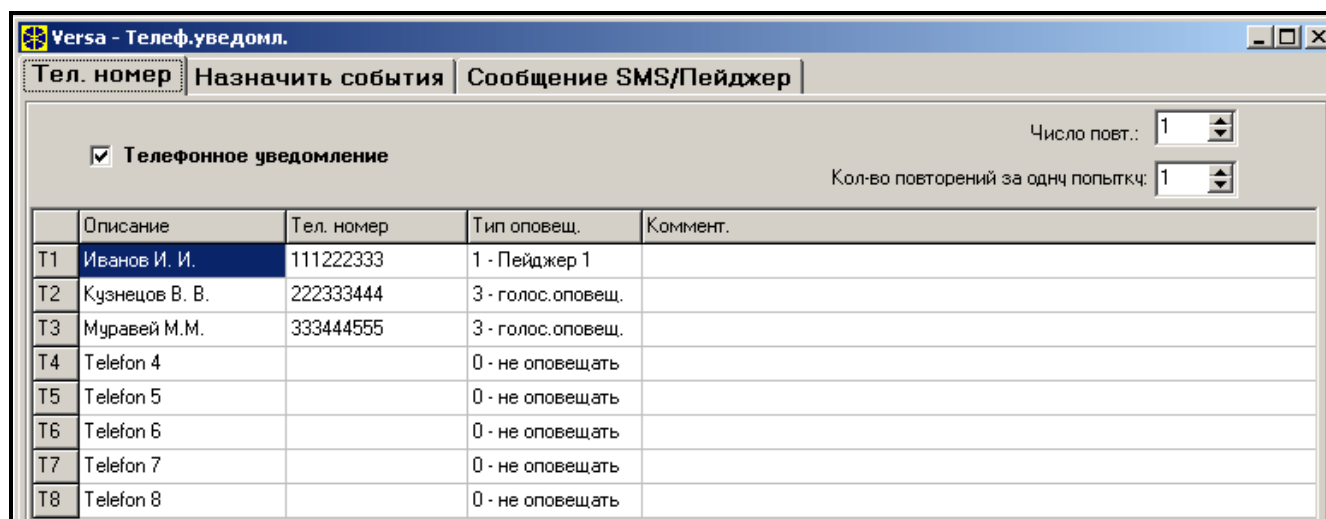 Versa - Телеф.уведомл.
Тел. номер Назначить события Сообщение SMS/Пейджер
Число повт.: 1
Телефонное уведомление
Кол-во повторений за одну попытку: 1
Описание Тел. номер Тип оповещ. Коммент.
T1 Иванов И. И. 111222333 1 - Пейджер 1
T2 Кузнецов В. В. 222333444 3 - голос.оповещ.
T3 Муравей М.М. 333444555 3 - голос.оповещ.
T4 Telefon 4 0 - не оповещать
T5 Telefon 5 0 - не оповещать
T6 Telefon 6 0 - не оповещать
T7 Telefon 7 0 - не оповещать
T8 Telefon 8 0 - не оповещать